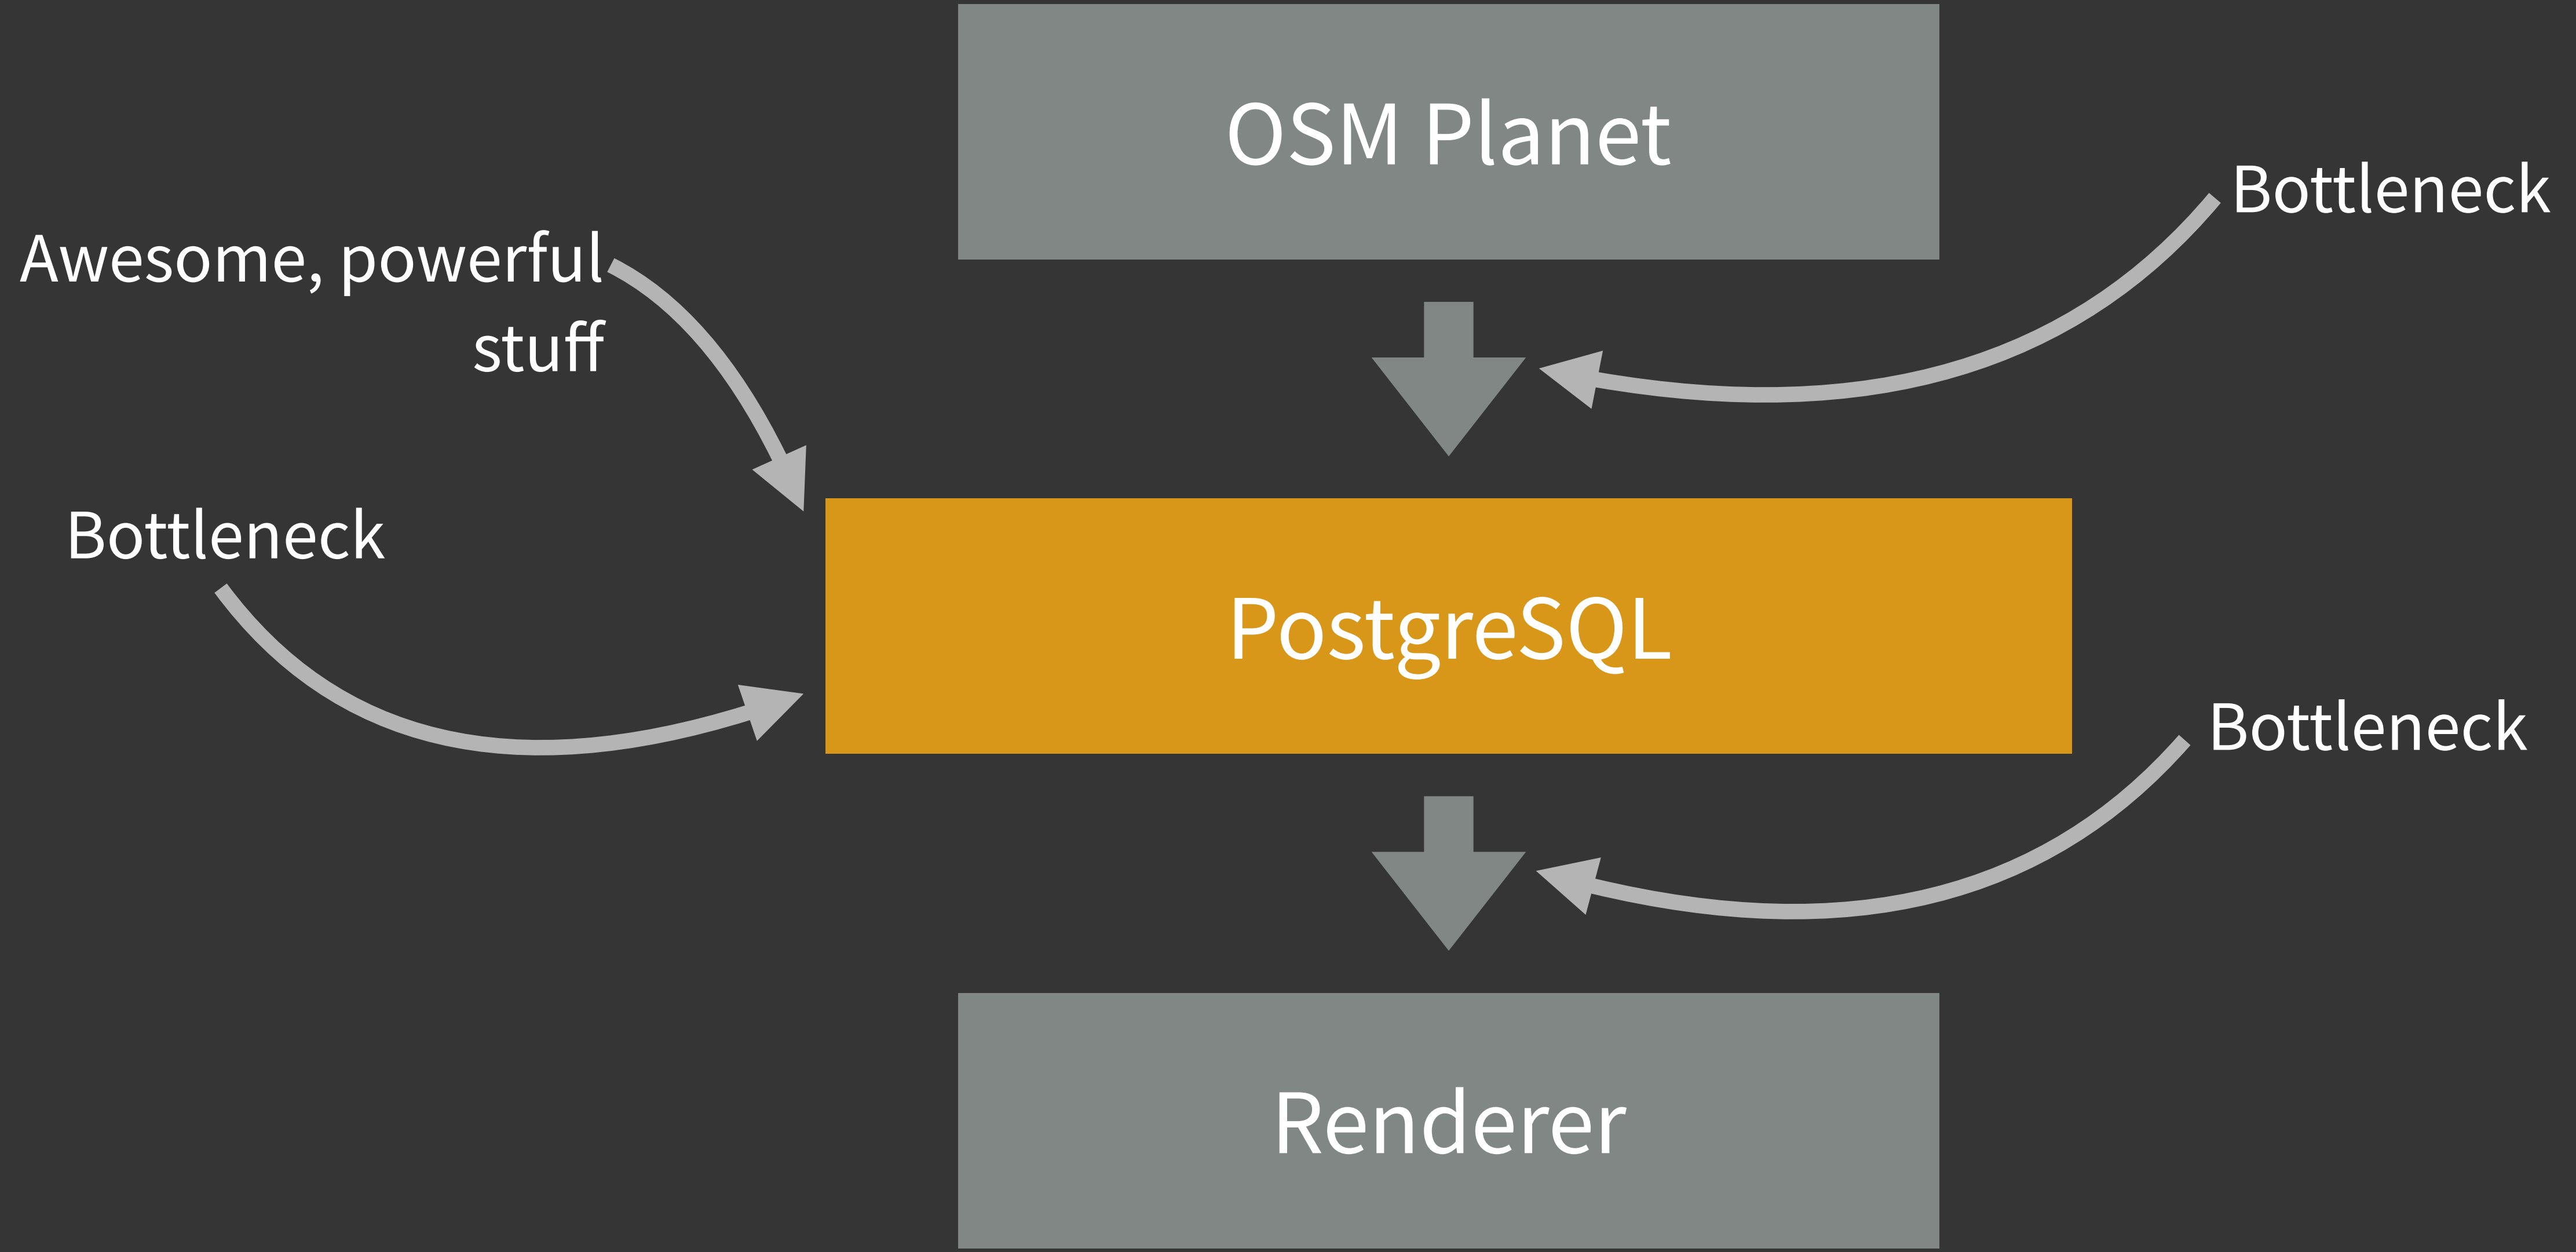 OSM Planet
Bottleneck
Awesome, powerful
stuff
Bottleneck
PostgreSQL
Bottleneck
Renderer